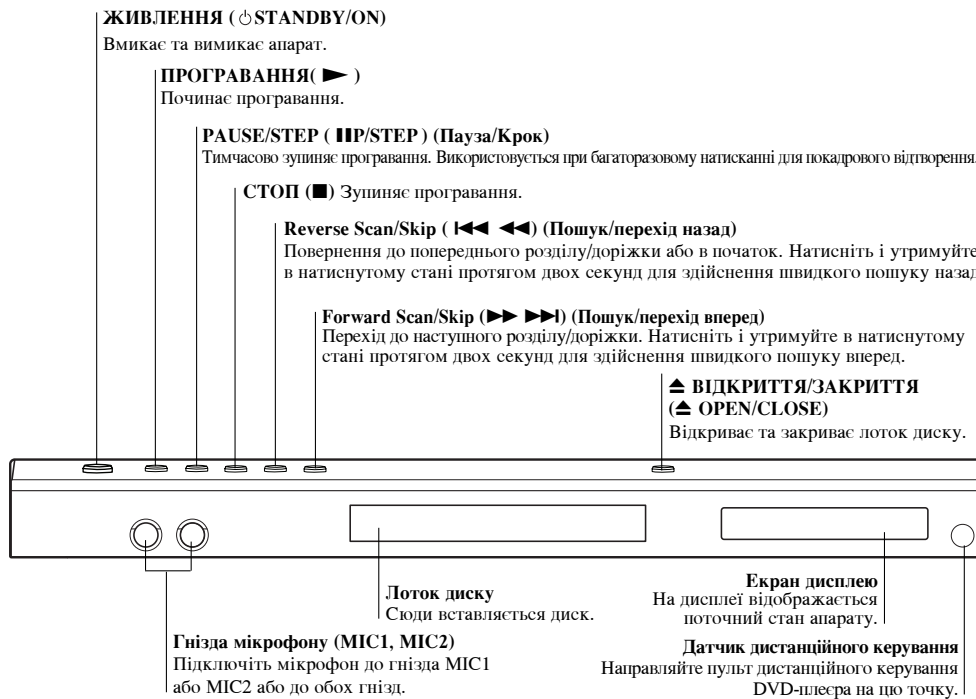 ЖИВЛЕННЯ (⏻STANDBY/ON)
Вмикає та вимикає апарат.
ПРОГРАВАННЯ( ► )
Починає програвання.
PAUSE/STEP ( ❚❚P/STEP ) (Пауза/Крок)
Тимчасово зупиняє програвання. Використовується при багаторазовому натисканні для покадрового відтворення.
СТОП (■) Зупиняє програвання.
Reverse Scan/Skip ( |◄◄ ◄◄) (Пошук/перехід назад)
Повернення до попереднього розділу/доріжки або в початок. Натисніть і утримуйте
в натиснутому стані протягом двох секунд для здійснення швидкого пошуку назад
Forward Scan/Skip (►► ►►|) (Пошук/перехід вперед)
Перехід до наступного розділу/доріжки. Натисніть і утримуйте в натиснутому
стані протягом двох секунд для здійснення швидкого пошуку вперед.
⏏ ВІДКРИТТЯ/ЗАКРИТТЯ
(⏏ OPEN/CLOSE)
Відкриває та закриває лоток диску.
Лоток диску
Сюди вставляється диск.
Екран дисплею
На дисплеї відображається
поточний стан апарату.
Гнізда мікрофону (MIC1, MIC2)
Підключіть мікрофон до гнізда MIC1
або MIC2 або до обох гнізд.
Датчик дистанційного керування
Направляйте пульт дистанційного керування
DVD-плеєра на цю точку.